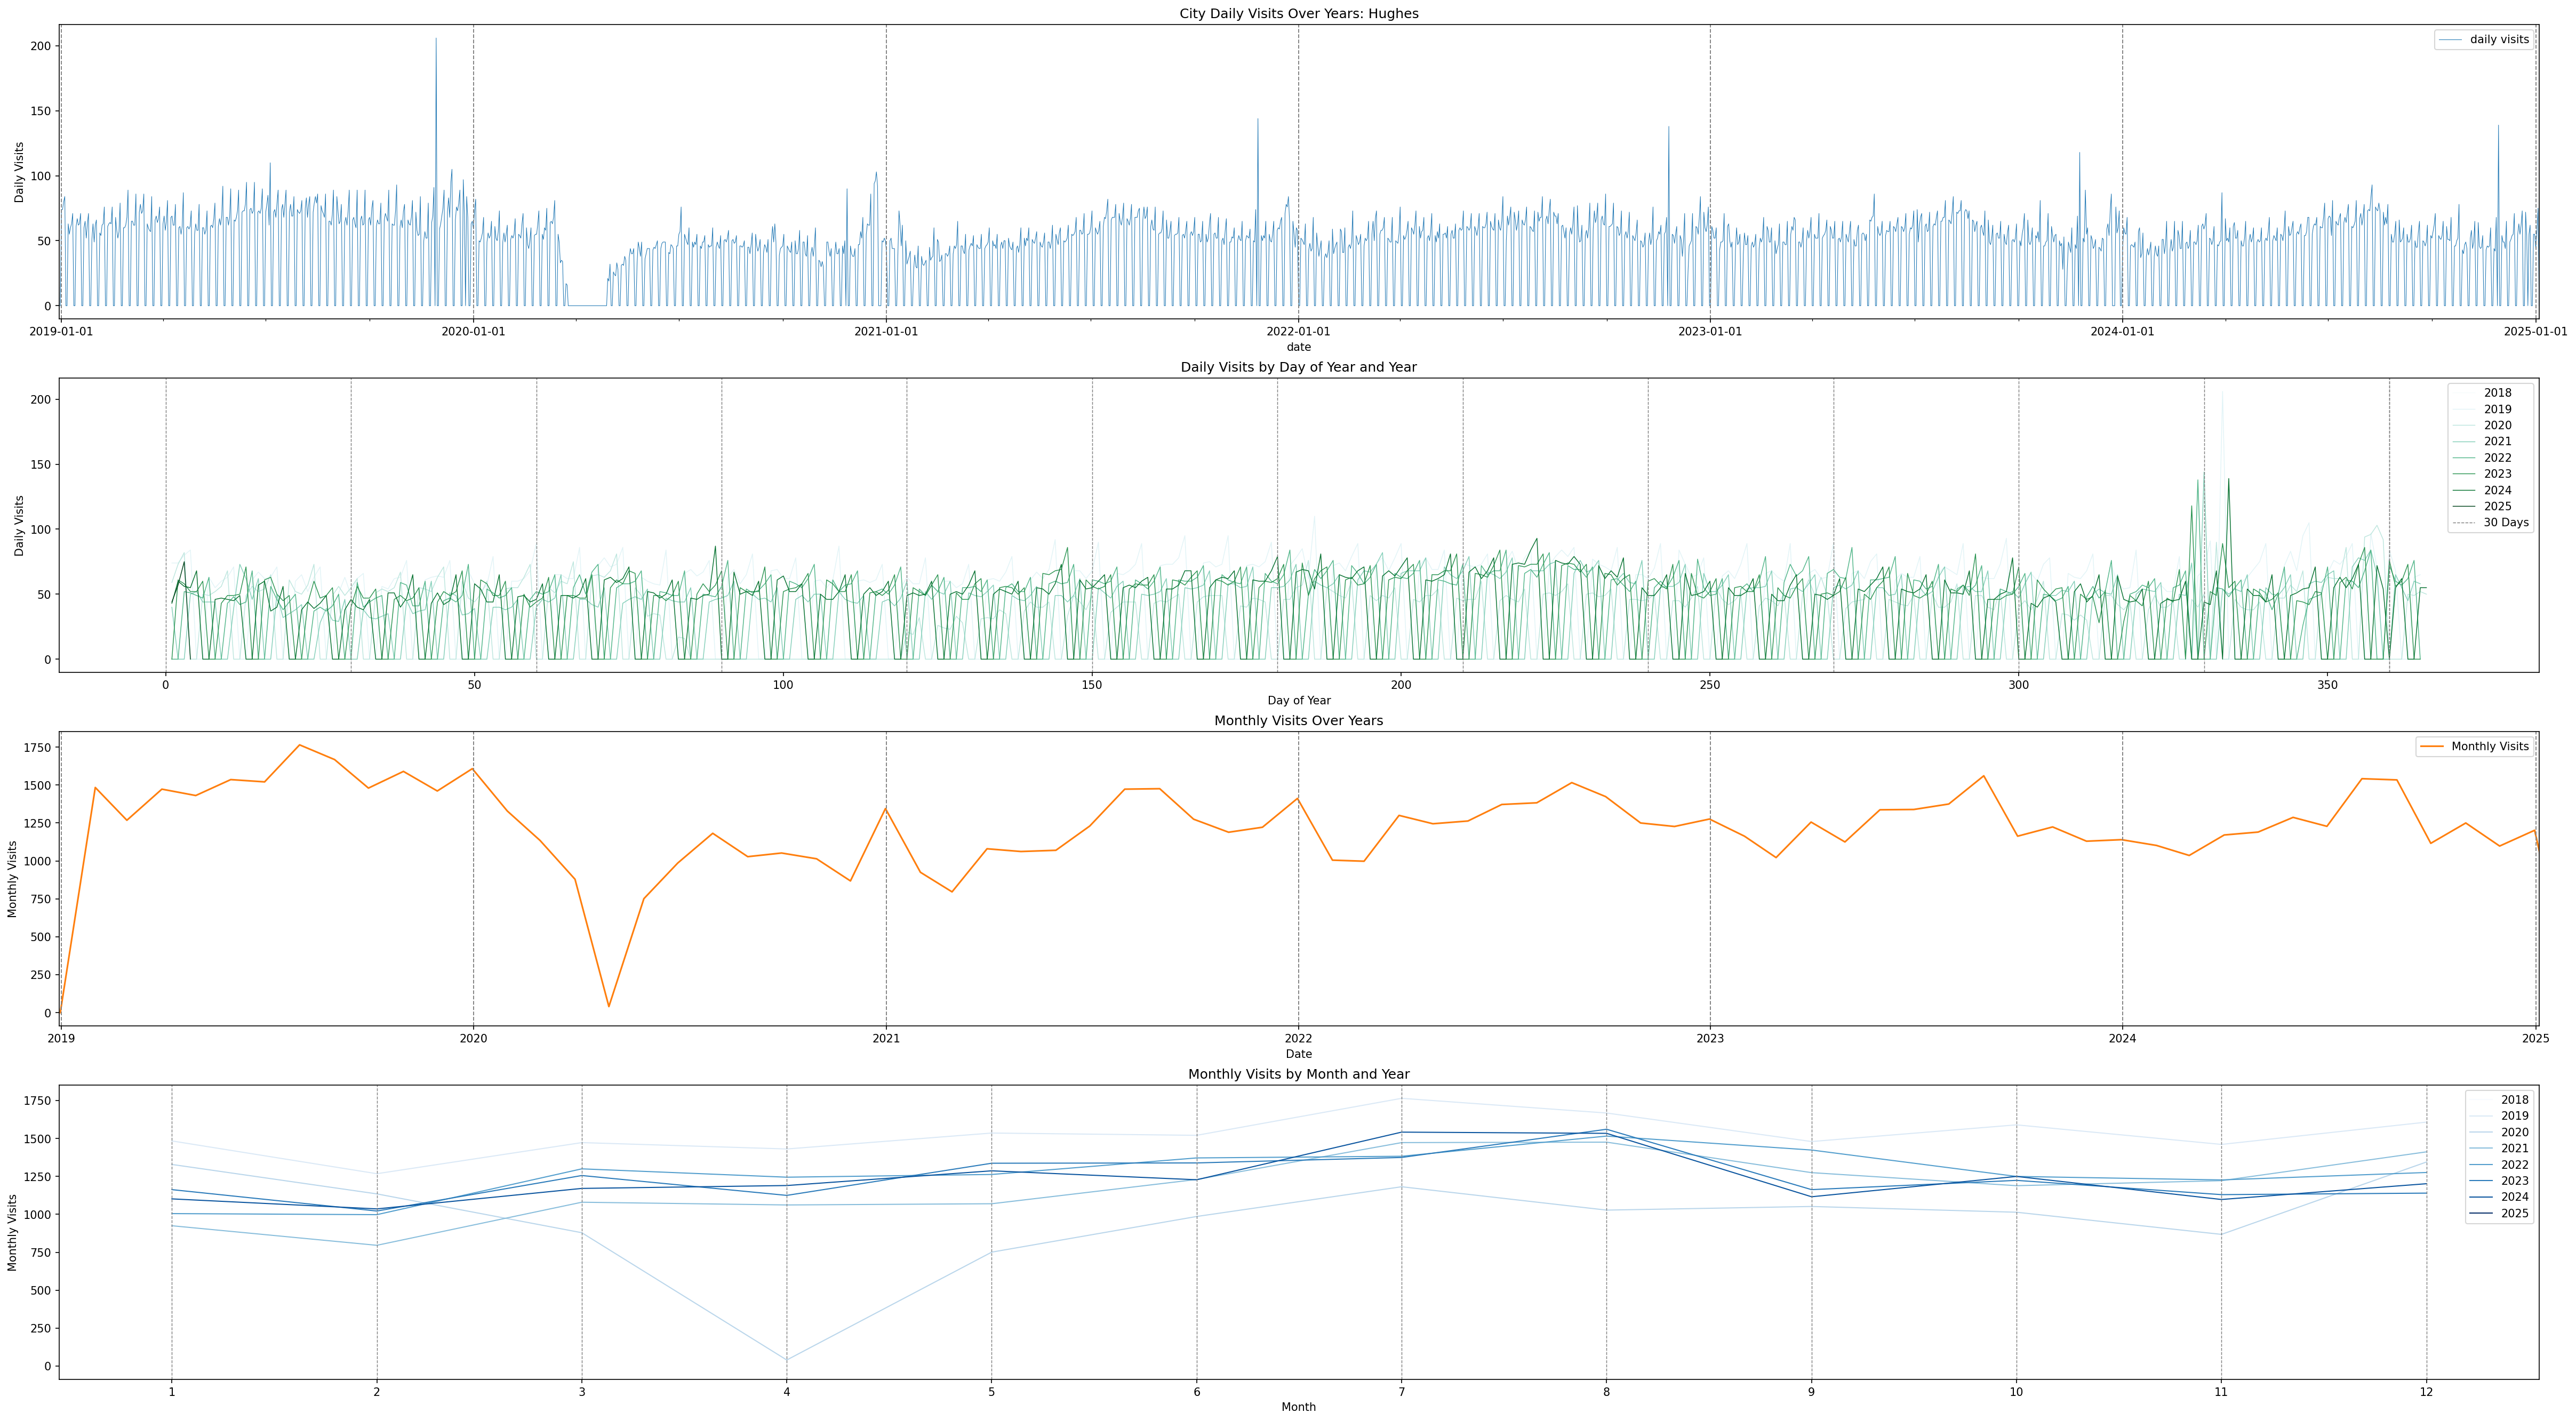 City Daily Visits Over Years: Hughes
daily visits
Daily Visits
200
150
100
50
0
2019-01-01 2020-01-01 2021-01-01 2022-01-01 2023-01-01 2024-01-01 2025-01-01
date
Daily Visits by Day of Year and Year
2018
2019
2020
2021
2022
2023
2024
2025
30 Days
Daily Visits
200
150
100
50
0
0 50 100 150 200 250 300 350
Day of Year
Monthly Visits Over Years
Monthly Visits
Monthly Visits
1750
1500
1250
1000
750
500
250
0
2019 2020 2021 2022 2023 2024 2025
Date
Monthly Visits by Month and Year
2018
2019
2020
2021
2022
2023
2024
2025
Monthly Visits
1750
1500
1250
1000
750
500
250
0
1 2 3 4 5 6 7 8 9 10 11 12
Month